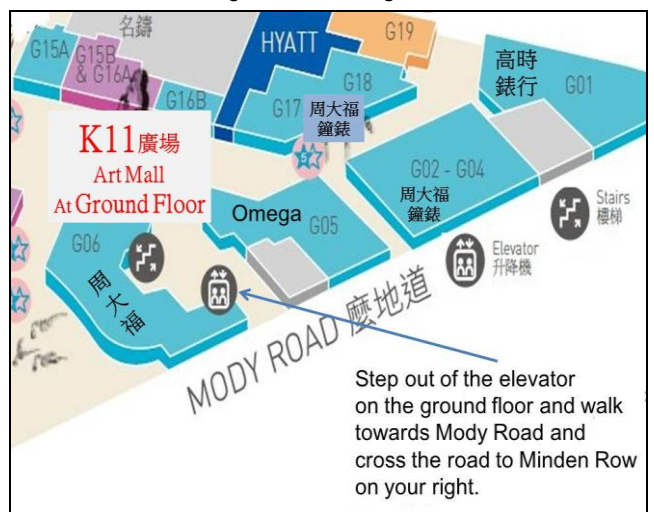 名鑄
G15A
G15B
& G16A
G16B
HYATT
G19
G18
G17
周大福
鐘錶
5
高時
錶行
G01
K11廣場
Art Mall
At Ground Floor
G02 - G04
周大福
鐘錶
Omega
G05
G06
周大福
Stairs
樓梯
Elevator
升降機
MODY ROAD 麼地道
Step out of the elevator
on the ground floor and walk
towards Mody Road and
cross the road to Minden Row
on your right.